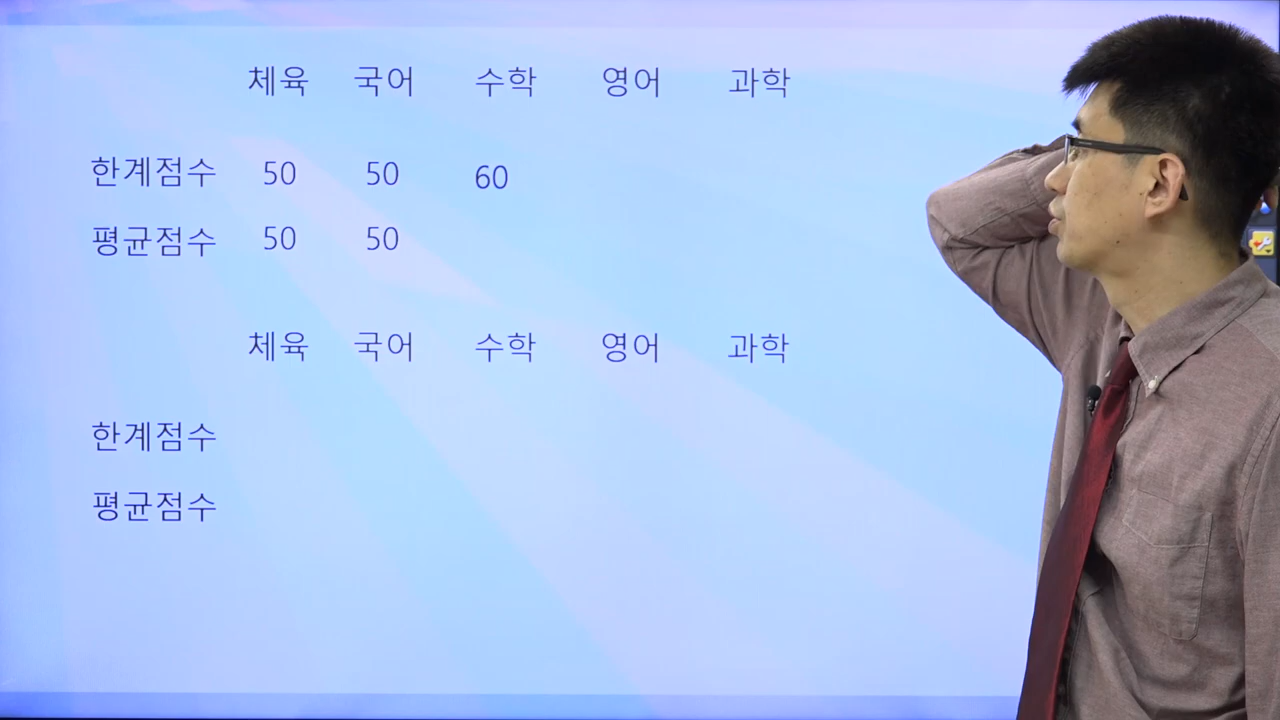 체육 국어 수학 영어 과학
한계점수 50 50 60
평균점수 50 50
체육 국어 수학 영어 과학
한계점수
평균점수